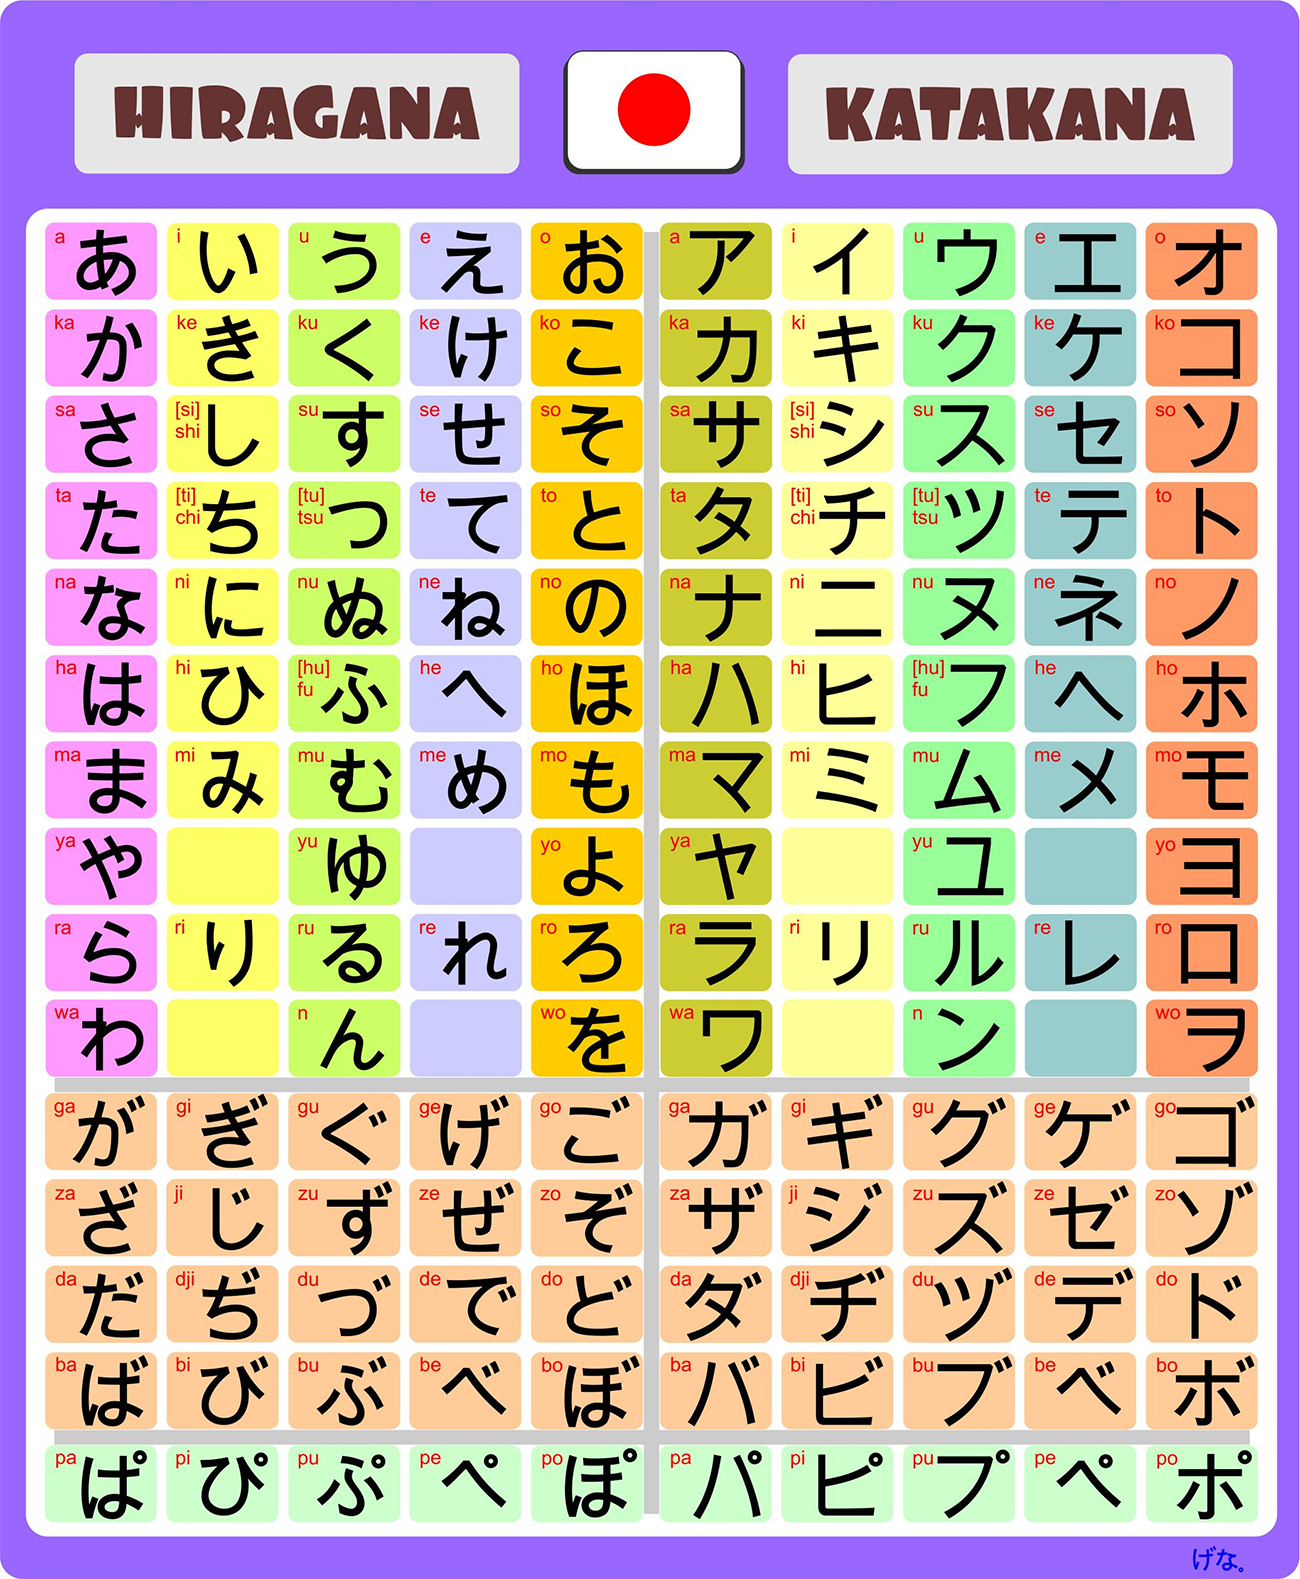 HIRAGANA KATAKANA
a あ i い u う e え o お a ア i イ u ウ e エ o オ
ka か ke き ku く ke け ko こ ka カ ki キ ku ク ke ケ ko コ
sa さ [si] shi し su す se せ so そ sa サ [si] shi シ su ス se セ so ソ
ta た [ti] chi ち [tu] tsu つ te て to と ta タ [ti] chi チ [tu] tsu ツ te テ to ト
na な ni に nu ぬ ne ね no の na ナ ni ニ nu ヌ ne ネ no ノ
ha は hi ひ [hu] fu ふ he へ ho ほ ha ハ hi ヒ [hu] fu フ he ヘ ho ホ
ma ま mi み mu む me め mo も ma マ mi ミ mu ム me メ mo モ
ya や yu ゆ yo よ ya ヤ yu ユ yo ヨ
ra ら ri り ru る re れ ro ろ ra ラ ri リ ru ル re レ ro ロ
wa わ n ん wo を wa ワ n ン wo ヲ
ga が gi ぎ gu ぐ ge げ go ご ga ガ gi ギ gu グ ge ゲ go ゴ
za ざ ji じ zu ず ze ぜ zo ぞ za ザ ji ジ zu ズ ze ゼ zo ゾ
da だ dji ぢ du づ de で do ど da ダ dji ヂ du ヅ de デ do ド
ba ば bi び bu ぶ be べ bo ぼ ba バ bi ビ bu ブ be ベ bo ボ
pa ぱ pi ぴ pu ぷ pe ぺ po ぽ pa パ pi ピ pu プ pe ペ po ポ
げな。